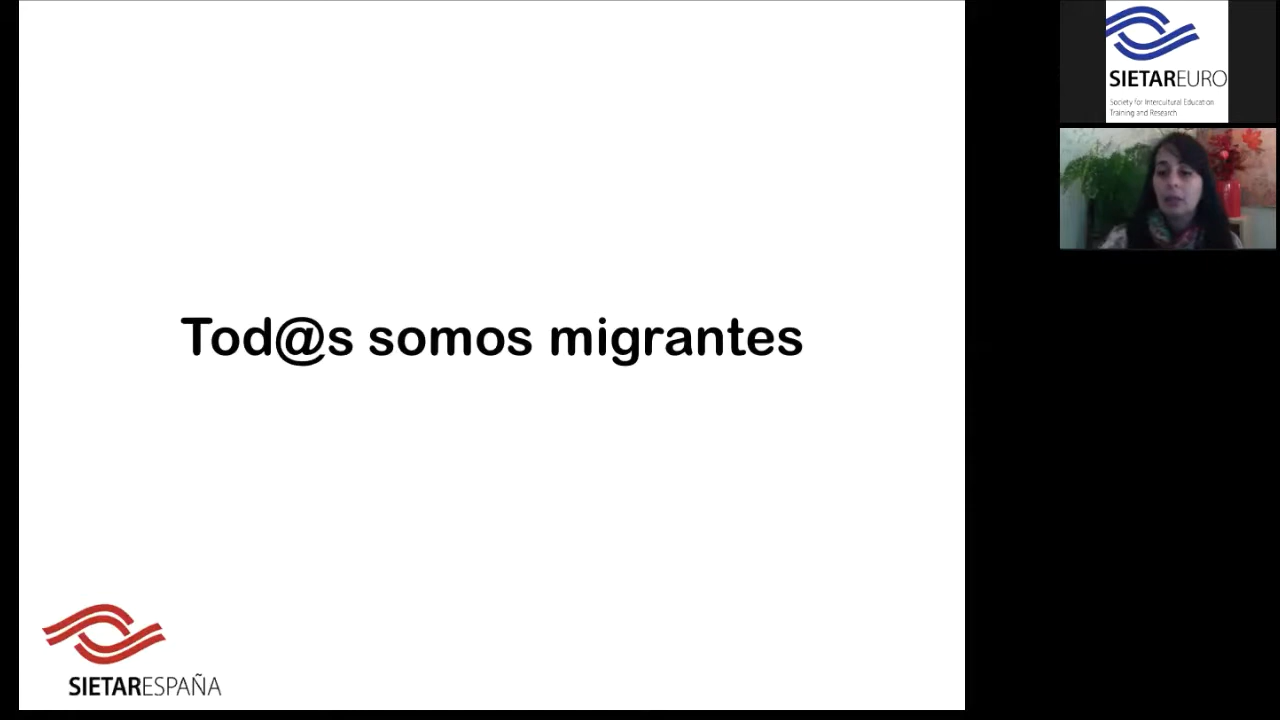 Tod@s somos migrantes
SIETARESPAÑA
SIETAREURO
Society for Intercultural Education
Training and Research